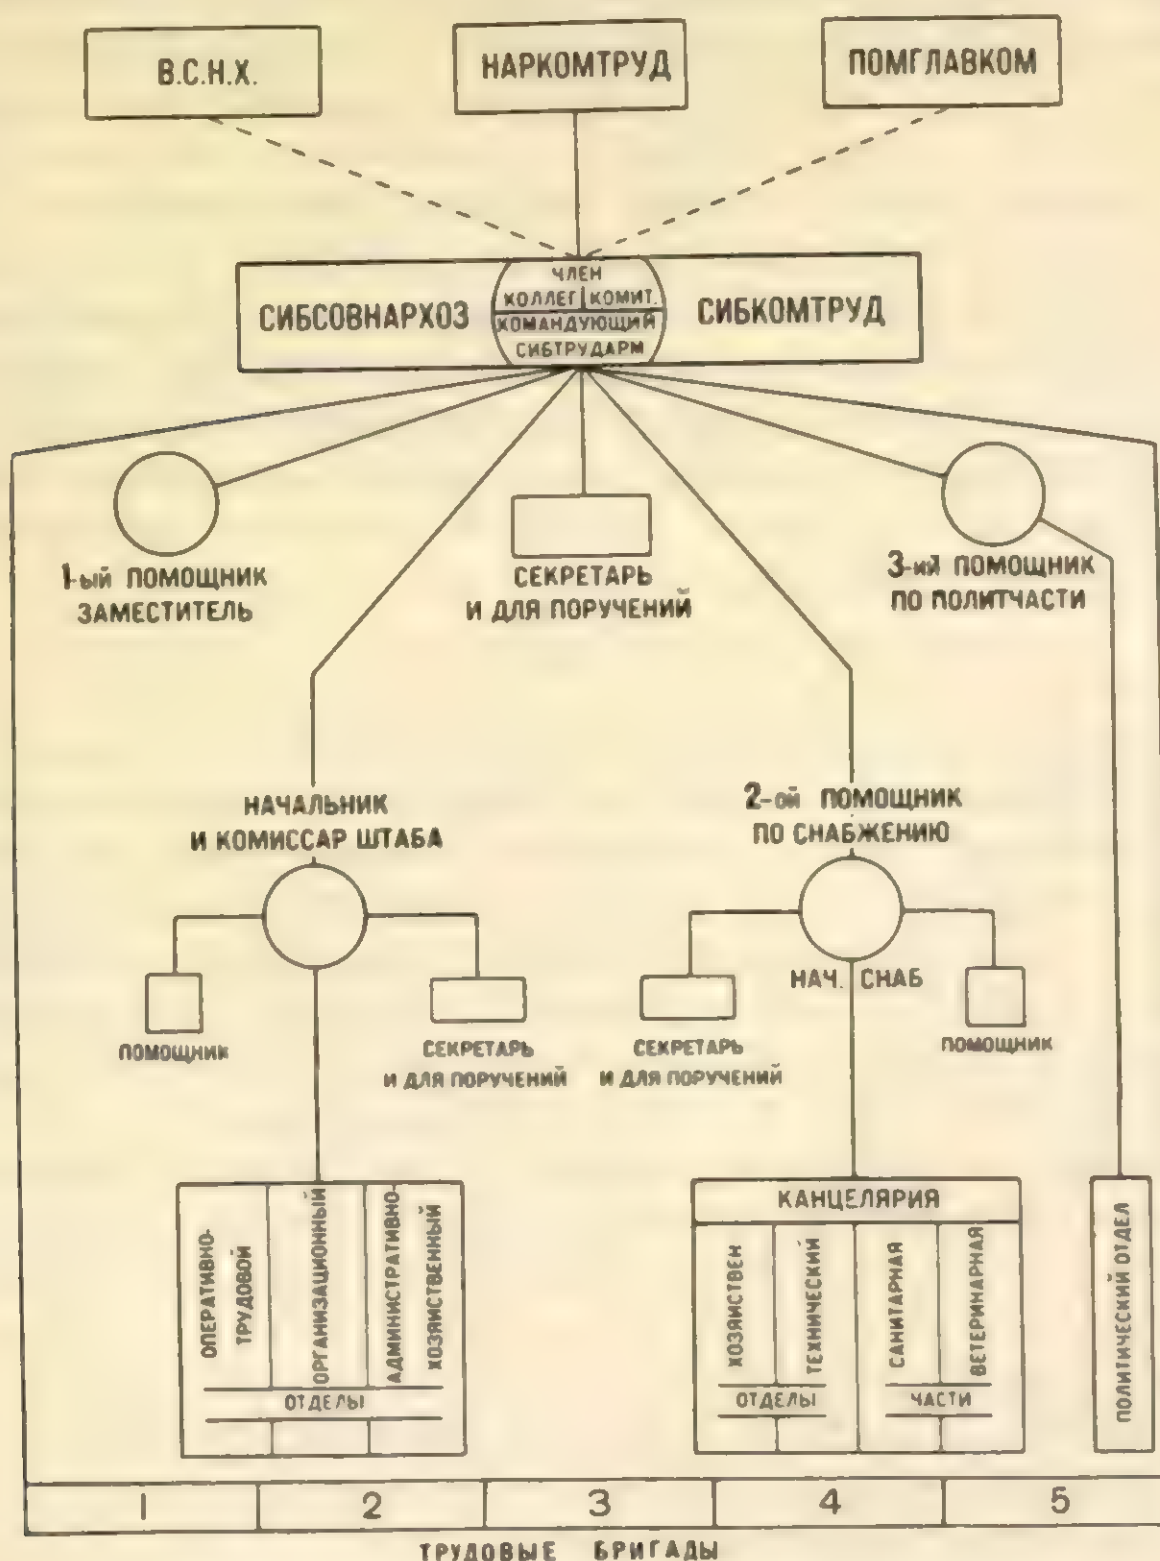 В.С.Н.Х.
НАРКОМТРУД
ПОМГЛАВКОМ
СИБСОВНАРХОЗ
ЧЛЕН
КОЛЛЕГ КОМИТ.
КОМАНДУЮЩИЙ
СИБТРУДАРМ
СИБКОМТРУД
1-ый ПОМОЩНИК
ЗАМЕСТИТЕЛЬ
СЕКРЕТАРЬ
И ДЛЯ ПОРУЧЕНИЙ
3-ий ПОМОЩНИК
ПО ПОЛИТЧАСТИ
НАЧАЛЬНИК
И КОМИССАР ШТАБА
2-ой ПОМОЩНИК
ПО СНАБЖЕНИЮ
НАЧ. СНАБ
ПОМОЩНИК
СЕКРЕТАРЬ
И ДЛЯ ПОРУЧЕНИЙ
СЕКРЕТАРЬ
И ДЛЯ ПОРУЧЕНИЙ
ПОМОЩНИК
ОПЕРАТИВНО-
ТРУДОВОЙ
ОРГАНИЗАЦИОННЫЙ
АДМИНИСТРАТИВНО-
ХОЗЯЙСТВЕННЫЙ
ОТДЕЛЫ
КАНЦЕЛЯРИЯ
ХОЗЯЙСТВЕН
ТЕХНИЧЕСКИЙ
САНИТАРНАЯ
ВЕТЕРИНАРНАЯ
ОТДЕЛЫ
ЧАСТИ
ПОЛИТИЧЕСКИЙ ОТДЕЛ
1 2 3 4 5
ТРУДОВЫЕ БРИГАДЫ